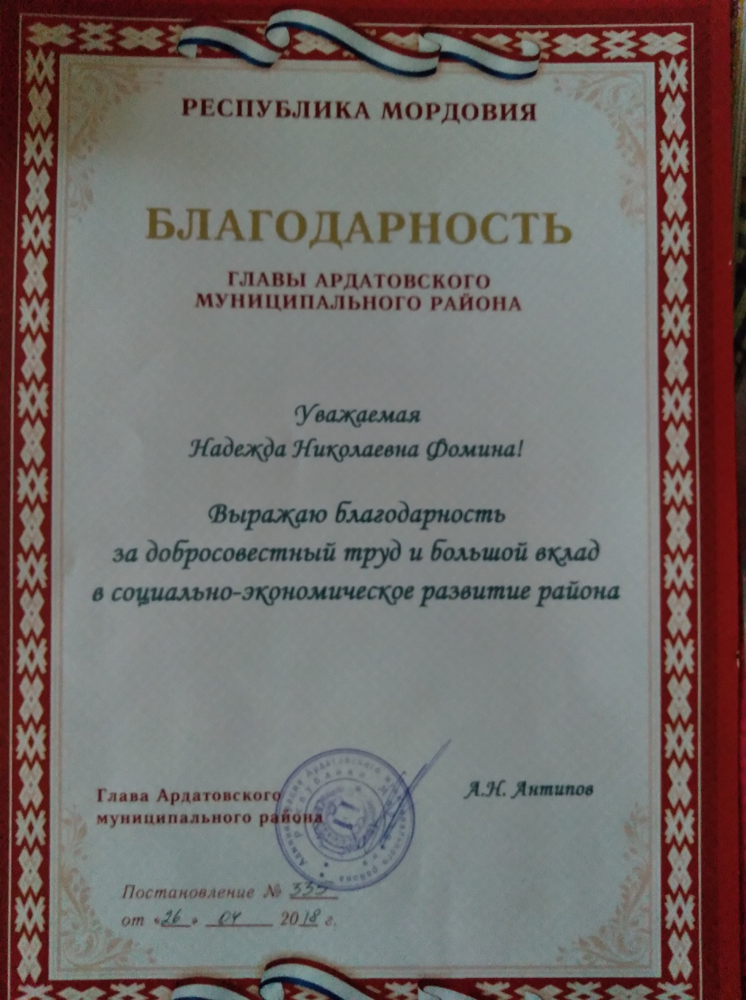 РЕСПУБЛИКА МОРДОВИЯ
БЛАГОДАРНОСТЬ
ГЛАВЫ АРДАТОВСКОГО
МУНИЦИПАЛЬНОГО РАЙОНА
Уважаемая
Надежда Николаевна Фомина!
Выражаю благодарность
за добросовестный труд и большой вклад
в социально-экономическое развитие района
Глава Ардатовского
муниципального района
А.Н. Антипов
Постановление № 335
от «26» 04 2018 г.